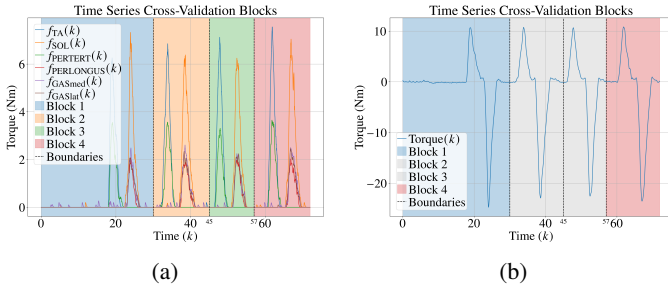 Time Series Cross-Validation Blocks
f_TA(k)
f_SOL(k)
f_PERTERT(k)
f_PERLONGUS(k)
f_GASmed(k)
f_GASlat(k)
Block 1
Block 2
Block 3
Block 4
Boundaries
Torque (Nm)
6
4
2
0
0 20 40 45 57 60
Time (k)
(a)
Time Series Cross-Validation Blocks
Torque(k)
Block 1
Block 2
Block 3
Block 4
Boundaries
Torque (Nm)
10
0
−10
−20
0 20 40 45 57 60
Time (k)
(b)